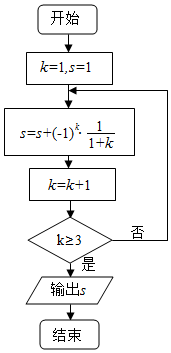 开始
k=1,s=1
s=s+(-1)^k· 1/(1+k)
k=k+1
k≥3
否
是
输出s
结束